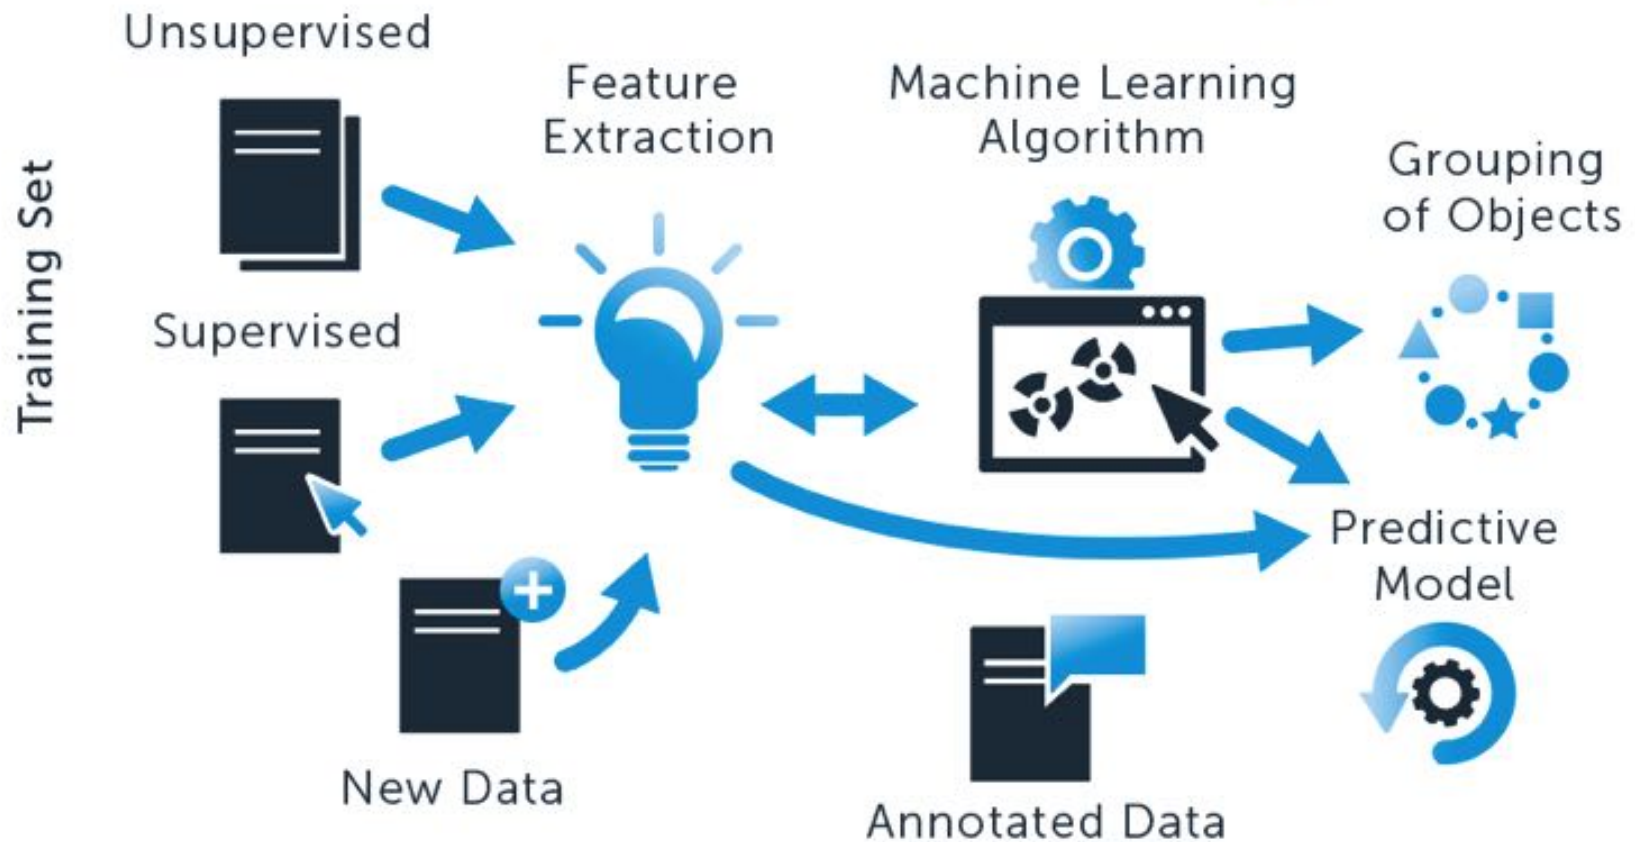 Training Set
Unsupervised
Supervised
New Data
Feature
Extraction
Machine Learning
Algorithm
Grouping
of Objects
Predictive
Model
Annotated Data